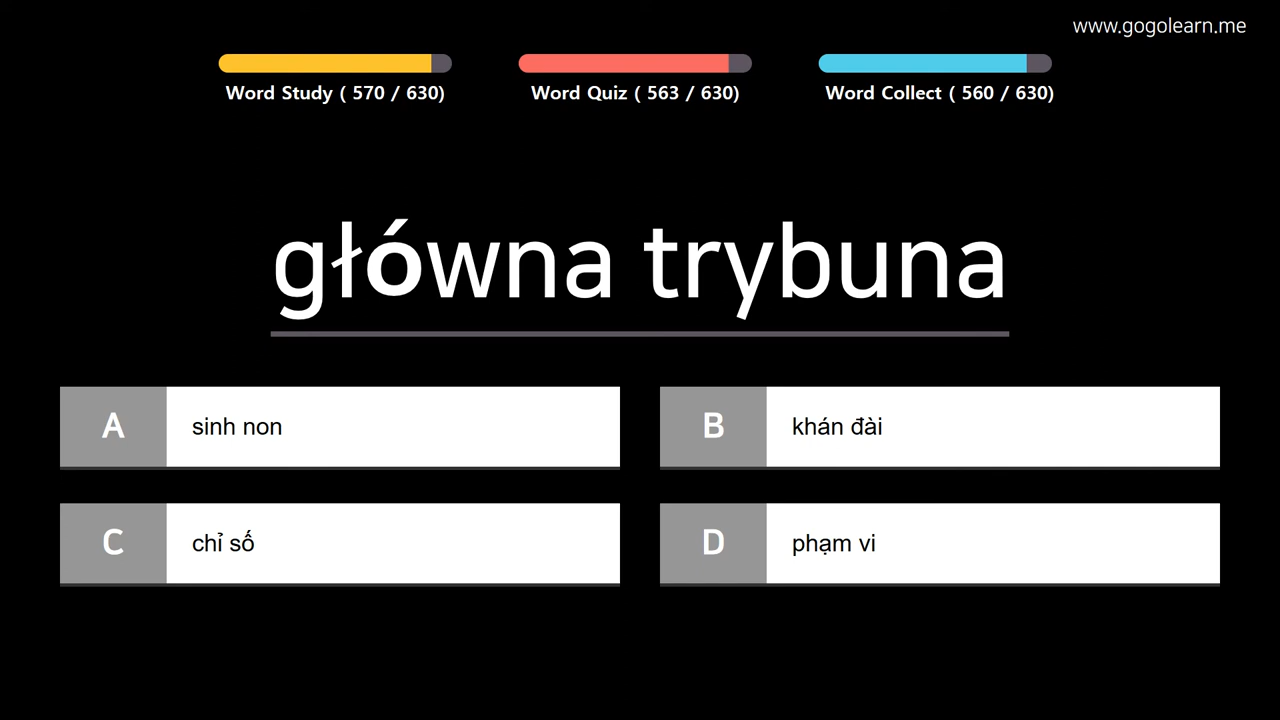 www.gogolearn.me
Word Study ( 570 / 630)
Word Quiz ( 563 / 630)
Word Collect ( 560 / 630)
główna trybuna
A sinh non
B khán đài
C chỉ số
D phạm vi